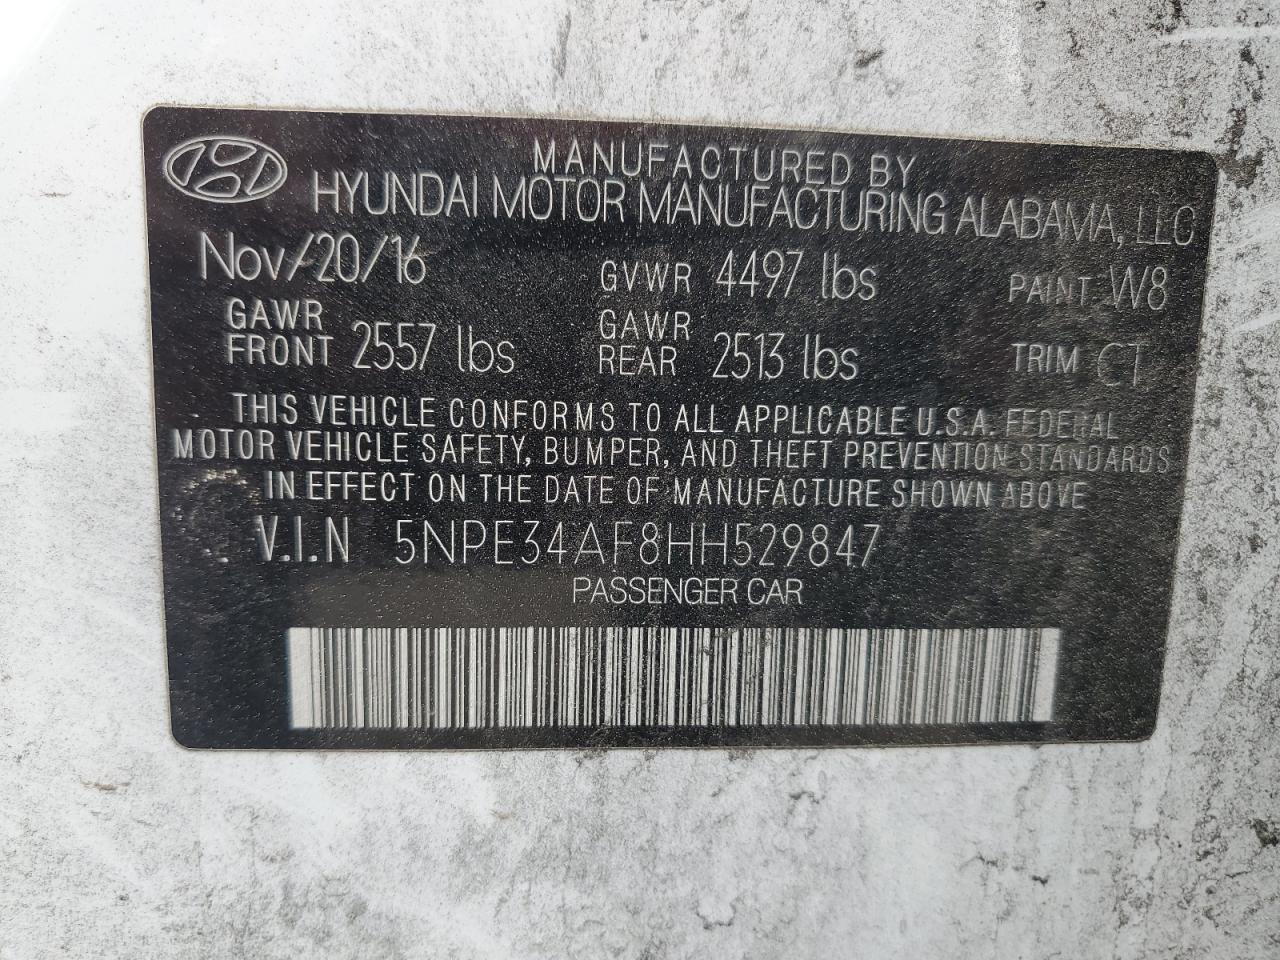 MANUFACTURED BY
HYUNDAI MOTOR MANUFACTURING ALABAMA, LLC
Nov/20/16 GVWR 4497 lbs PAINT W8
GAWR FRONT 2557 lbs GAWR REAR 2513 lbs TRIM CT
THIS VEHICLE CONFORMS TO ALL APPLICABLE U.S.A. FEDERAL
MOTOR VEHICLE SAFETY, BUMPER, AND THEFT PREVENTION STANDARDS
IN EFFECT ON THE DATE OF MANUFACTURE SHOWN ABOVE
V.I.N 5NPE34AF8HH529847
PASSENGER CAR